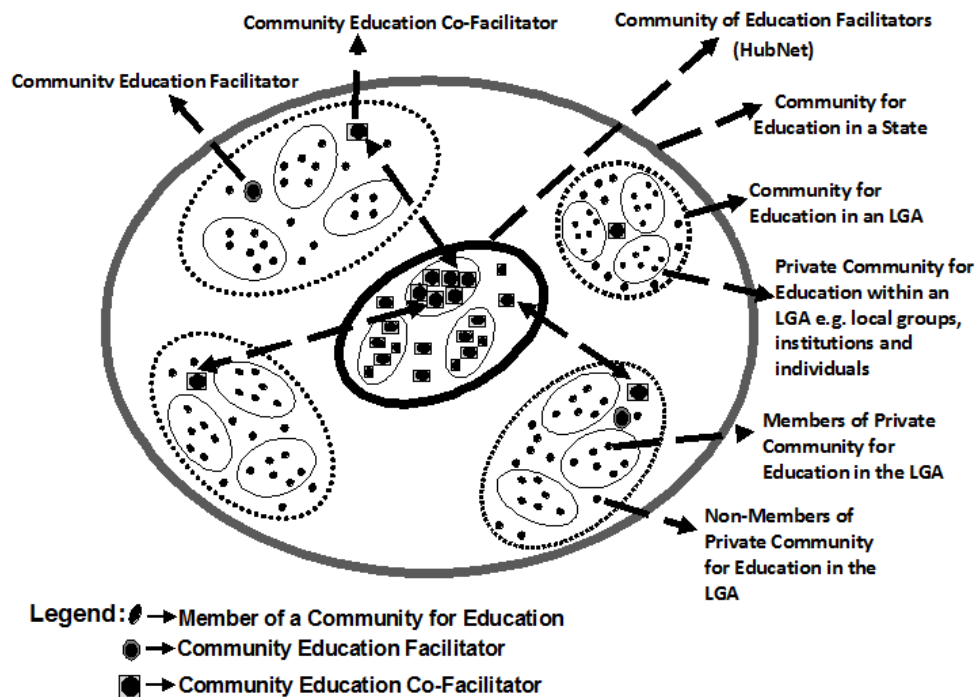 Community Education Co-Facilitator
Community of Education Facilitators
(HubNet)
Community Education Facilitator
Community for
Education in a State
Community for
Education in an LGA
Private Community for
Education within an
LGA e.g. local groups,
institutions and
individuals
Members of Private
Community for
Education in the LGA
Non-Members of
Private Community
for Education in the
LGA
Legend:
Member of a Community for Education
Community Education Facilitator
Community Education Co-Facilitator